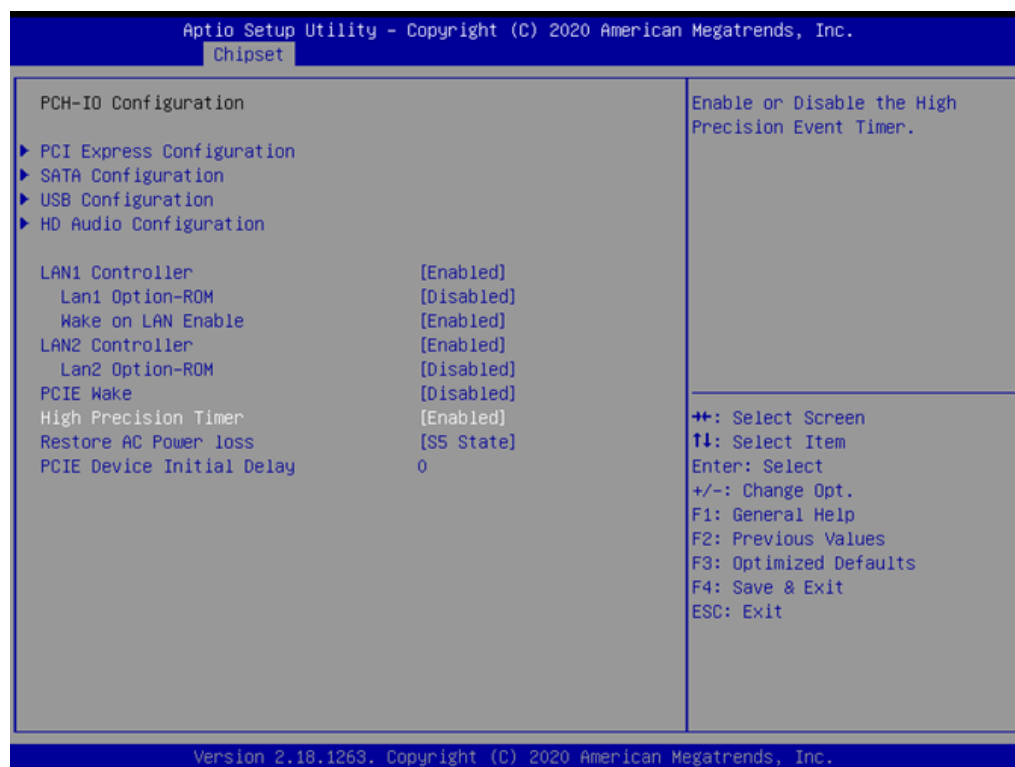 Aptio Setup Utility – Copyright (C) 2020 American Megatrends, Inc.
Chipset
PCH-IO Configuration
PCI Express Configuration
SATA Configuration
USB Configuration
HD Audio Configuration
LAN1 Controller [Enabled]
Lan1 Option-ROM [Disabled]
Wake on LAN Enable [Enabled]
LAN2 Controller [Enabled]
Lan2 Option-ROM [Disabled]
PCIE Wake [Disabled]
High Precision Timer [Enabled]
Restore AC Power loss [S5 State]
PCIE Device Initial Delay 0
Enable or Disable the High
Precision Event Timer.
→←: Select Screen
↑↓: Select Item
Enter: Select
+/-: Change Opt.
F1: General Help
F2: Previous Values
F3: Optimized Defaults
F4: Save & Exit
ESC: Exit
Version 2.18.1263. Copyright (C) 2020 American Megatrends, Inc.